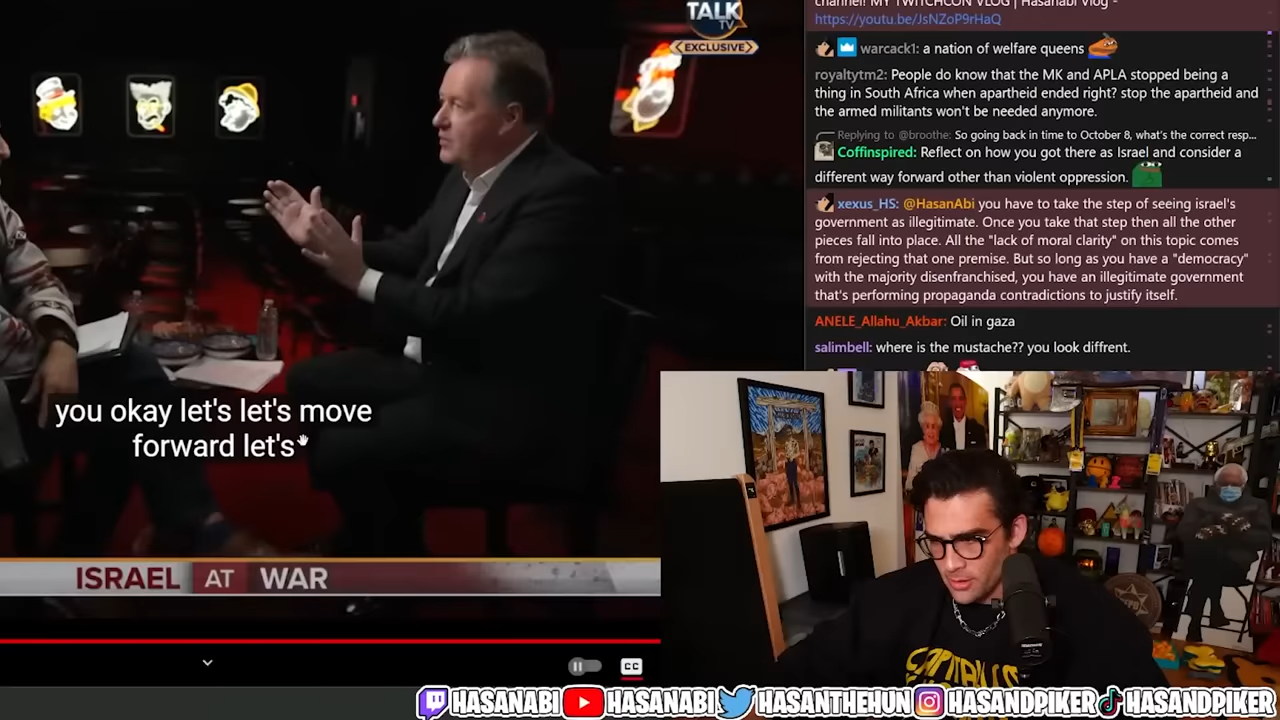 TALK
TV
EXCLUSIVE
channel! MY TWITCHCON VLOG | Hasanabi Vlog -
https://youtu.be/JsNZoP9rHaQ
warcack1: a nation of welfare queens
royaltytm2: People do know that the MK and APLA stopped being a
thing in South Africa when apartheid ended right? stop the apartheid and
the armed militants won't be needed anymore.
Replying to @broothe: So going back in time to October 8, what's the correct resp...
Coffinspired: Reflect on how you got there as Israel and consider a
different way forward other than violent oppression.
xexus_HS: @HasanAbi you have to take the step of seeing israel's
government as illegitimate. Once you take that step then all the other
pieces fall into place. All the "lack of moral clarity" on this topic comes
from rejecting that one premise. But so long as you have a "democracy"
with the majority disenfranchised, you have an illegitimate government
that's performing propaganda contradictions to justify itself.
ANELE_Allahu_Akbar: Oil in gaza
salimbell: where is the mustache?? you look diffrent.
you okay let's let's move
forward let's
ISRAEL AT WAR
CC
HASANABI HASANABI HASANTHEHUN HASANDPIKER HASANDPIKER